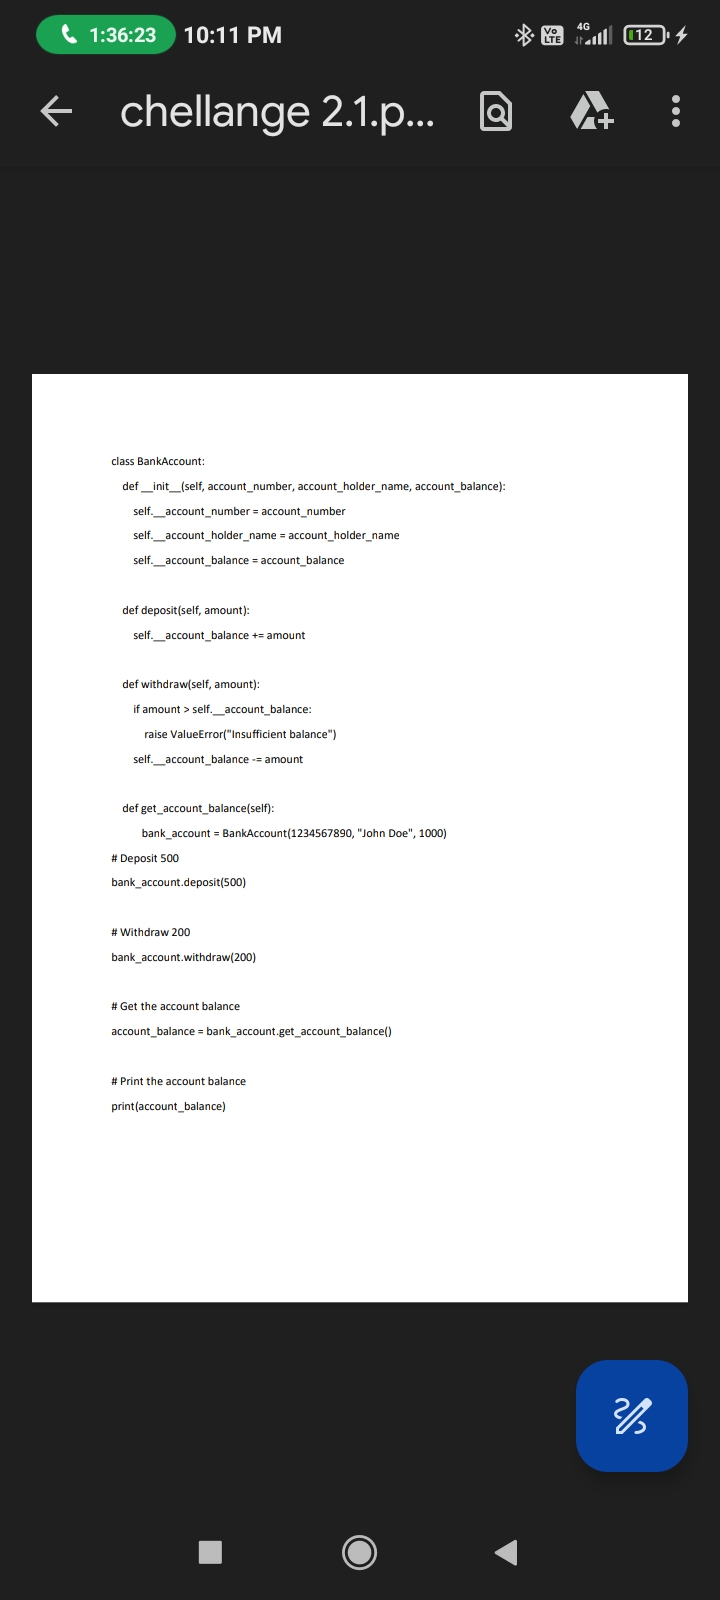 1:36:23 10:11 PM Vo LTE 4G 12
chellange 2.1.p...
class BankAccount:
def __init__(self, account_number, account_holder_name, account_balance):
self.__account_number = account_number
self.__account_holder_name = account_holder_name
self.__account_balance = account_balance
def deposit(self, amount):
self.__account_balance += amount
def withdraw(self, amount):
if amount > self.__account_balance:
raise ValueError("Insufficient balance")
self.__account_balance -= amount
def get_account_balance(self):
bank_account = BankAccount(1234567890, "John Doe", 1000)
# Deposit 500
bank_account.deposit(500)
# Withdraw 200
bank_account.withdraw(200)
# Get the account balance
account_balance = bank_account.get_account_balance()
# Print the account balance
print(account_balance)